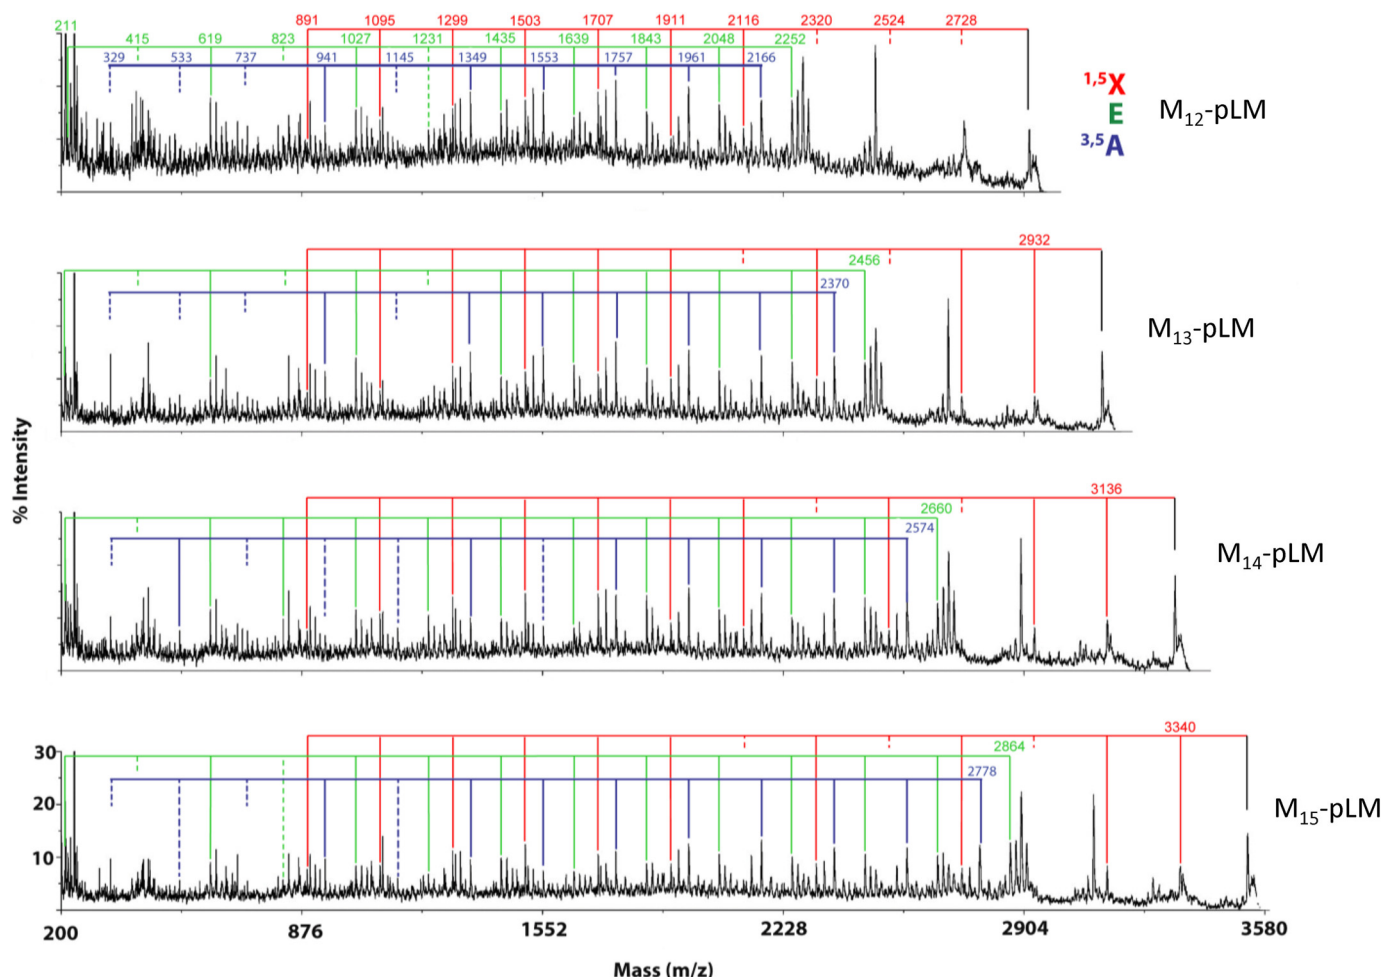 891 1095 1299 1503 1707 1911 2116 2320 2524 2728
211
415 619 823 1027 1231 1435 1639 1843 2048 2252
329 533 737 941 1145 1349 1553 1757 1961 2166
1,5X
E
3,5A
M12-pLM
2932
2456
2370
M13-pLM
3136
2660
2574
M14-pLM
3340
2864
2778
M15-pLM
% Intensity
30
20
10
200 876 1552 2228 2904 3580
Mass (m/z)